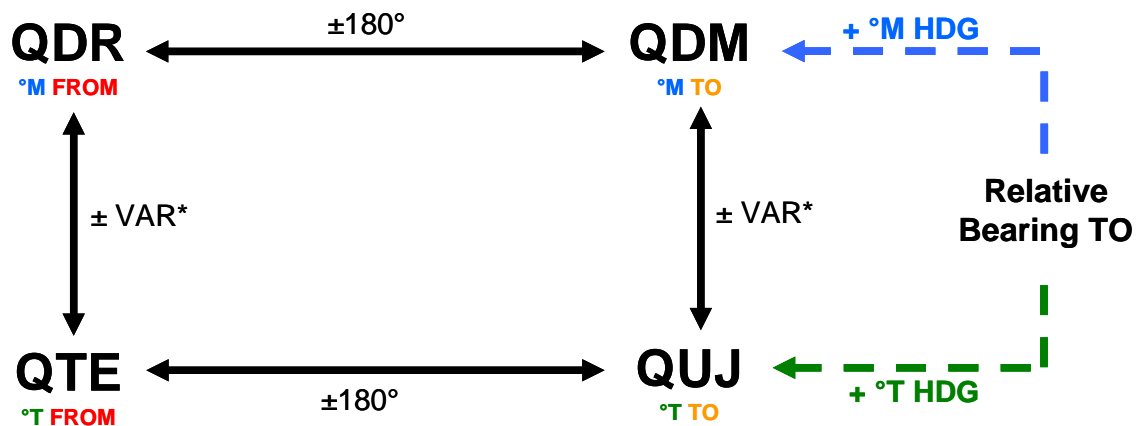 QDR ±180° QDM + °M HDG
°M FROM °M TO
± VAR* ± VAR* Relative
Bearing TO
QTE ±180° QUJ + °T HDG
°T FROM °T TO